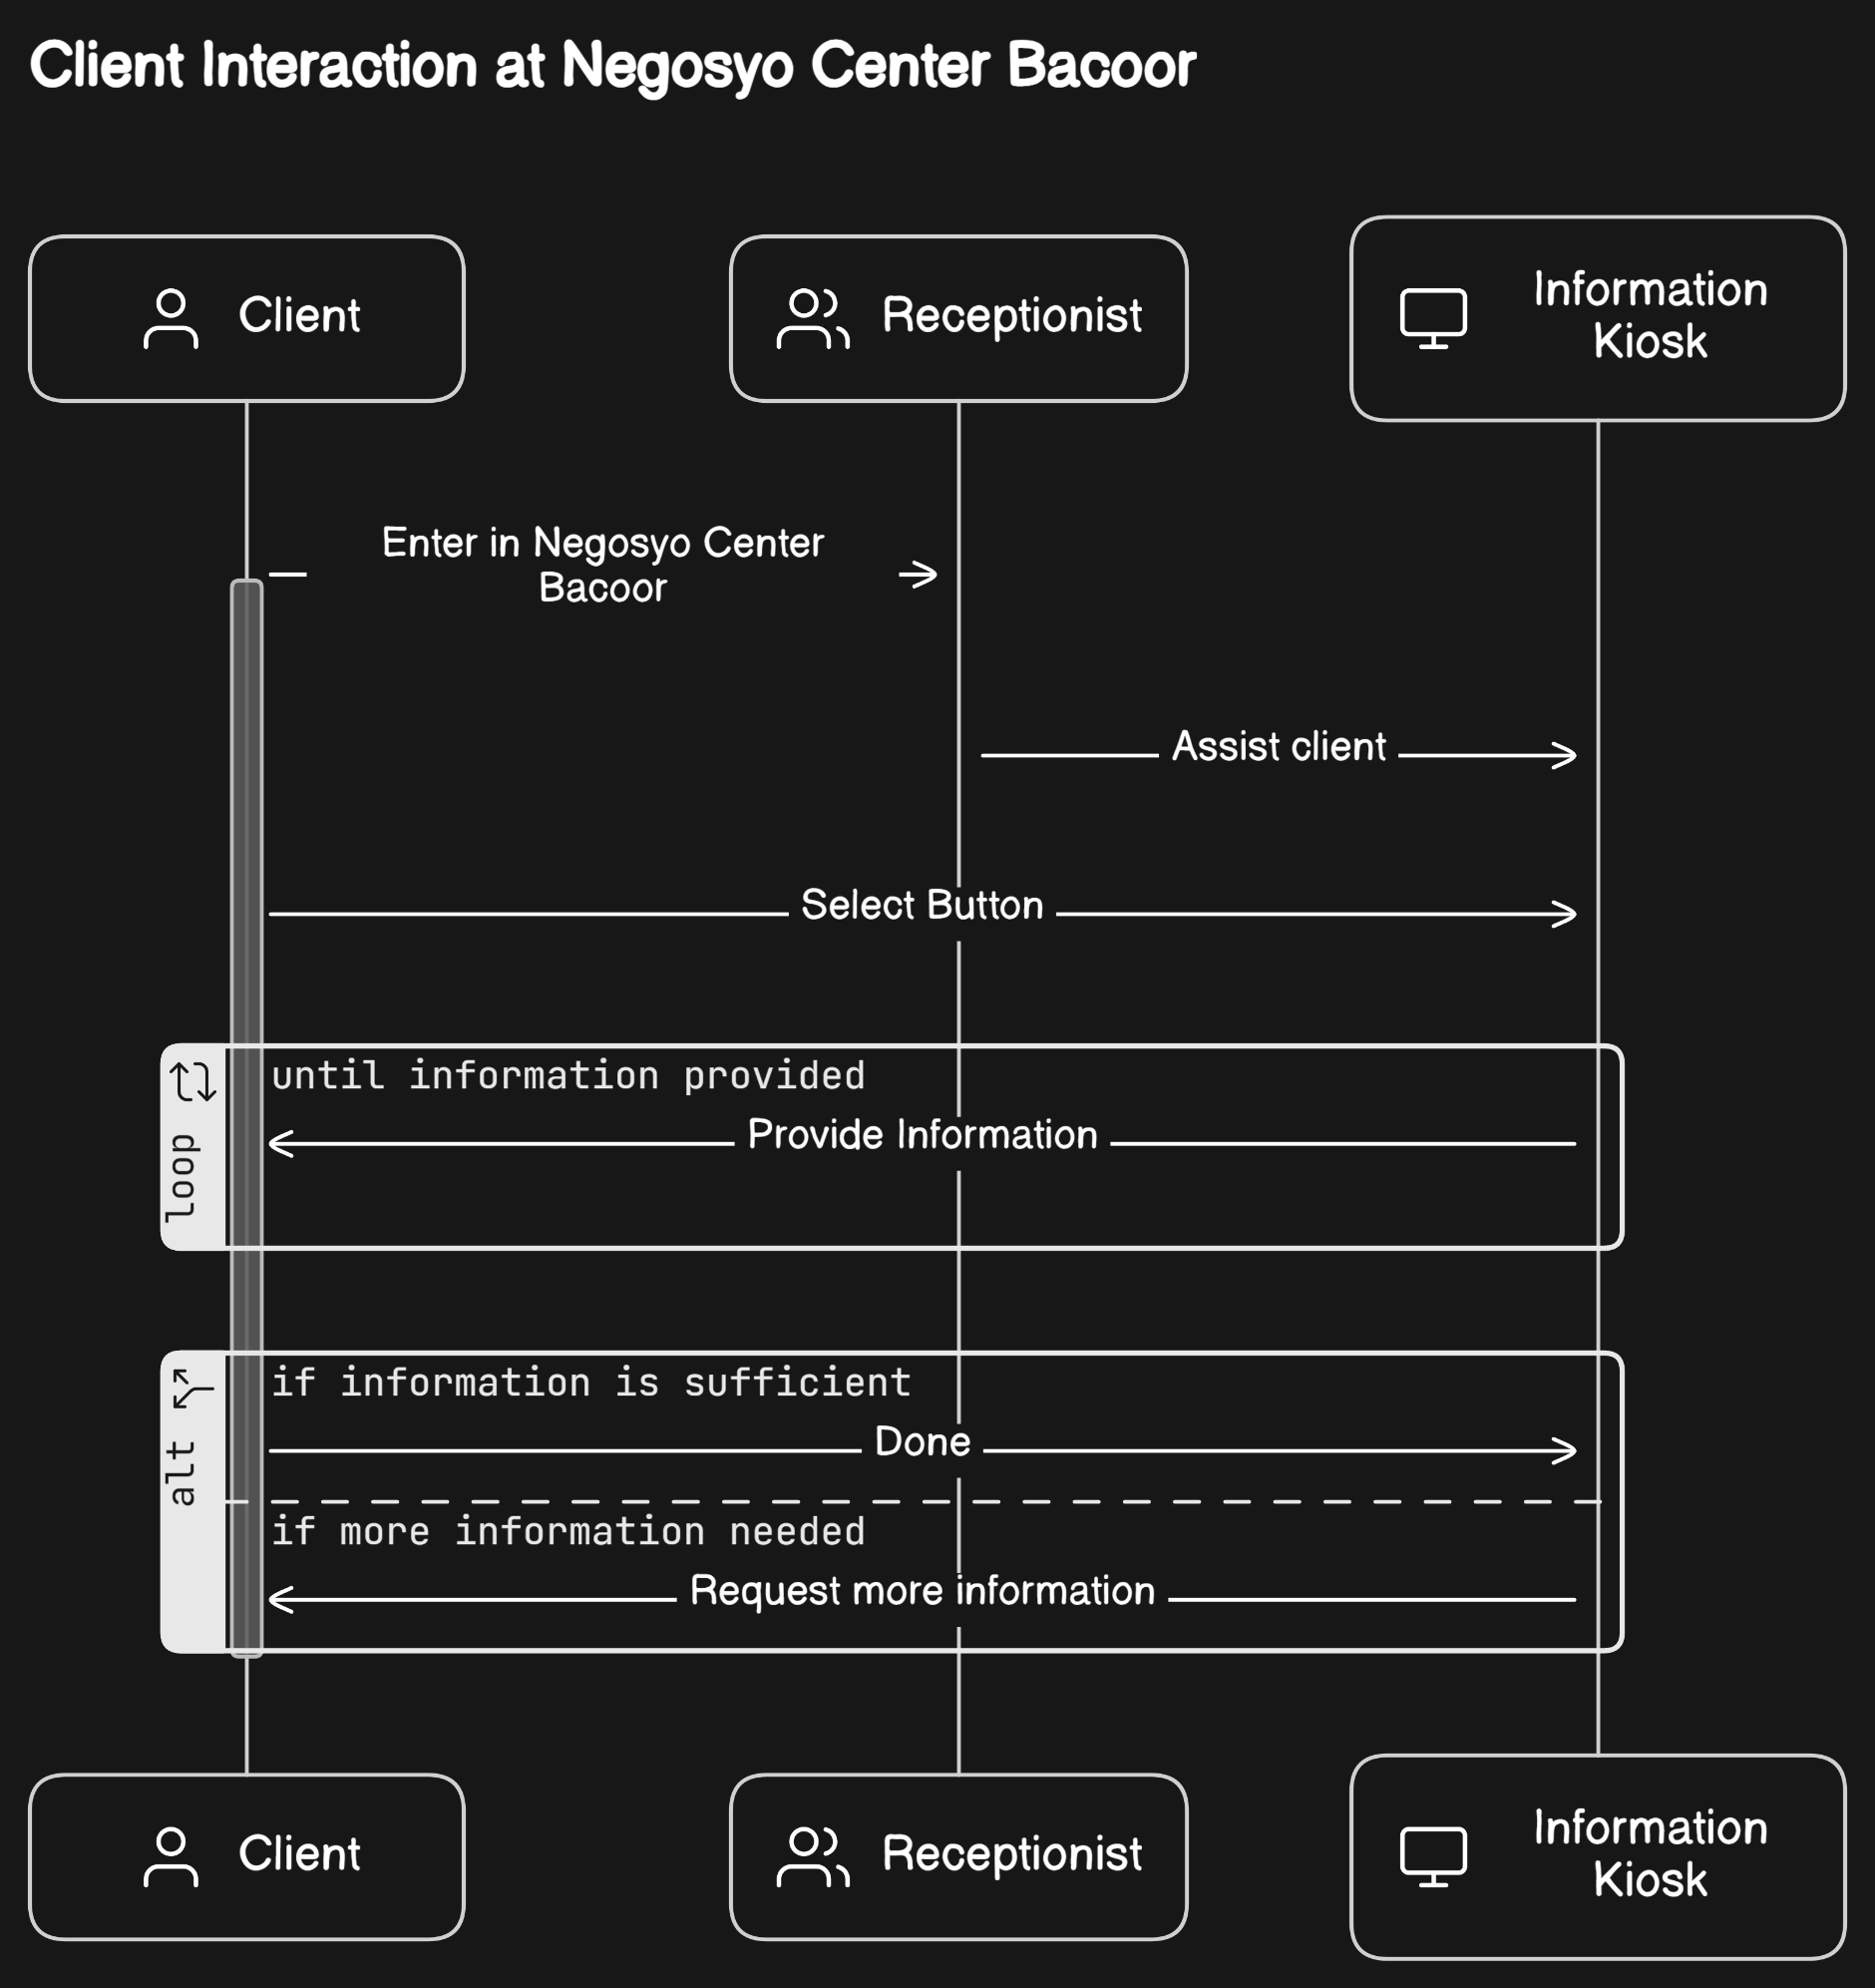 Client Interaction at Negosyo Center Bacoor
Client
Receptionist
Information
Kiosk
Enter in Negosyo Center
Bacoor
Assist client
Select Button
loop
until information provided
Provide Information
alt
if information is sufficient
Done
if more information needed
Request more information
Client
Receptionist
Information
Kiosk